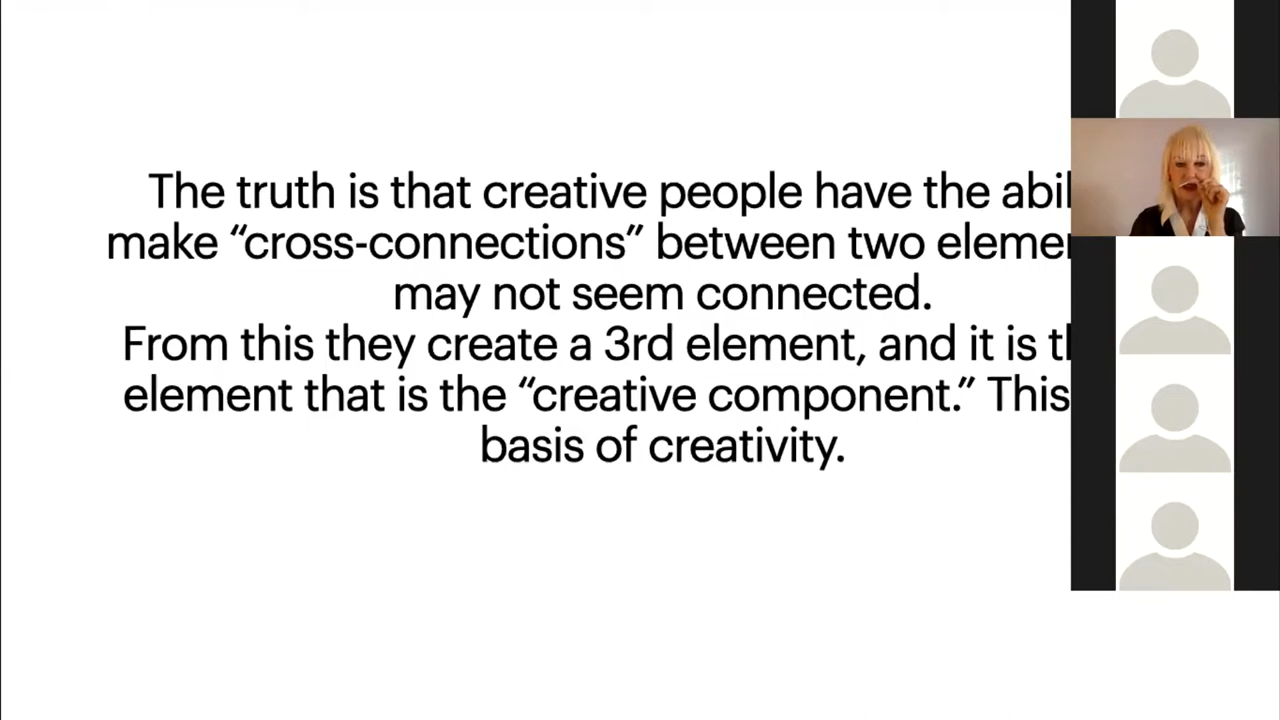 The truth is that creative people have the abil
make “cross-connections” between two elemen
may not seem connected.
From this they create a 3rd element, and it is th
element that is the “creative component.” This
basis of creativity.